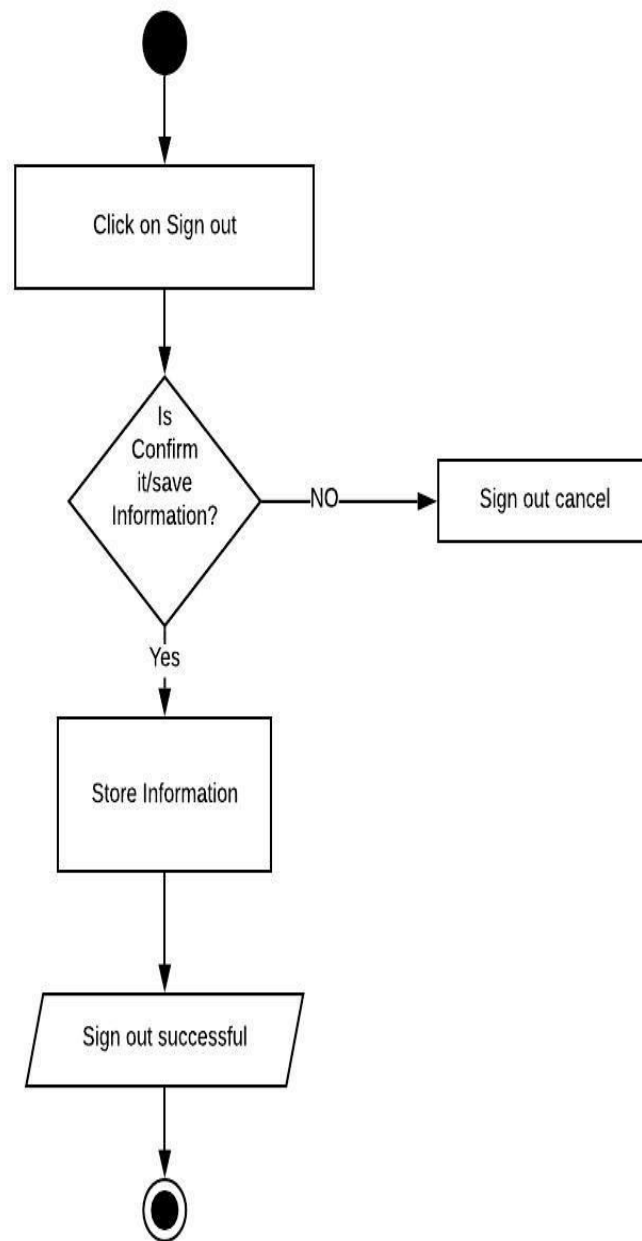 Click on Sign out
Is
Confirm
it/save
Information?
NO
Sign out cancel
Yes
Store Information
Sign out successful